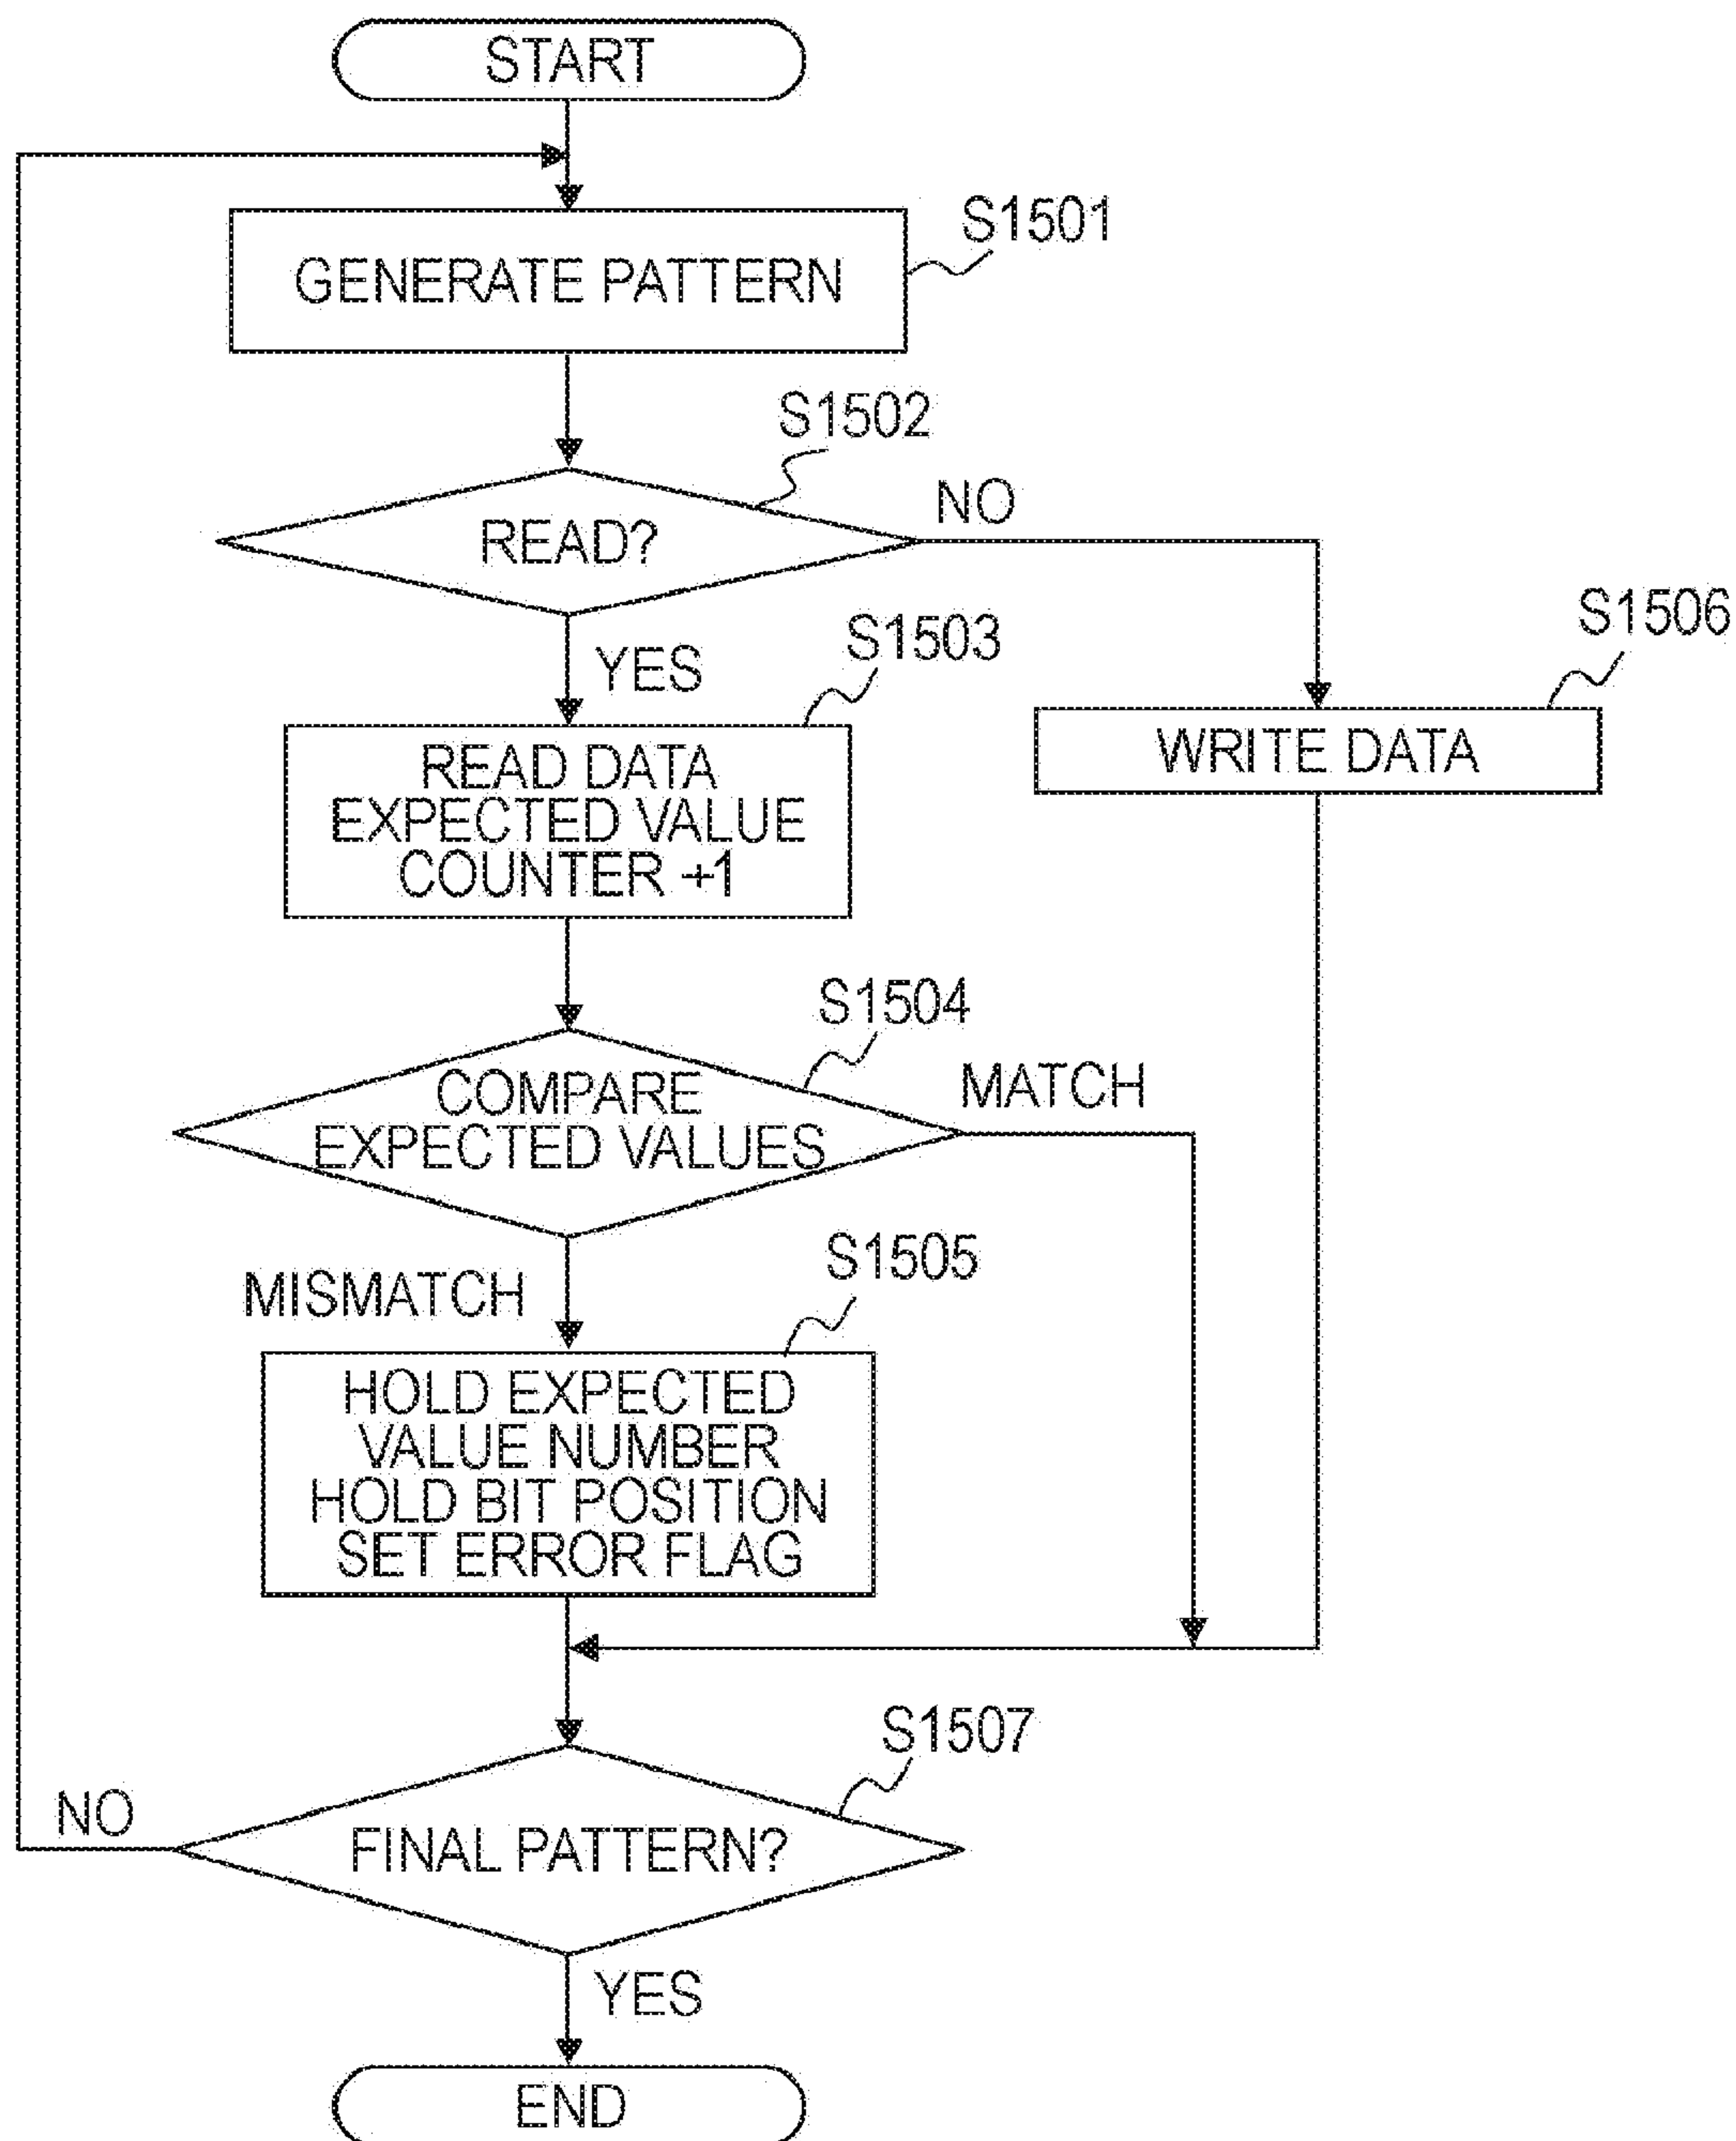 START
S1501
GENERATE PATTERN
S1502
NO
READ?
S1506
S1503
YES
READ DATA
EXPECTED VALUE
COUNTER +1
WRITE DATA
S1504
MATCH
COMPARE
EXPECTED VALUES
S1505
MISMATCH
HOLD EXPECTED
VALUE NUMBER
HOLD BIT POSITION
SET ERROR FLAG
S1507
NO
FINAL PATTERN?
YES
END